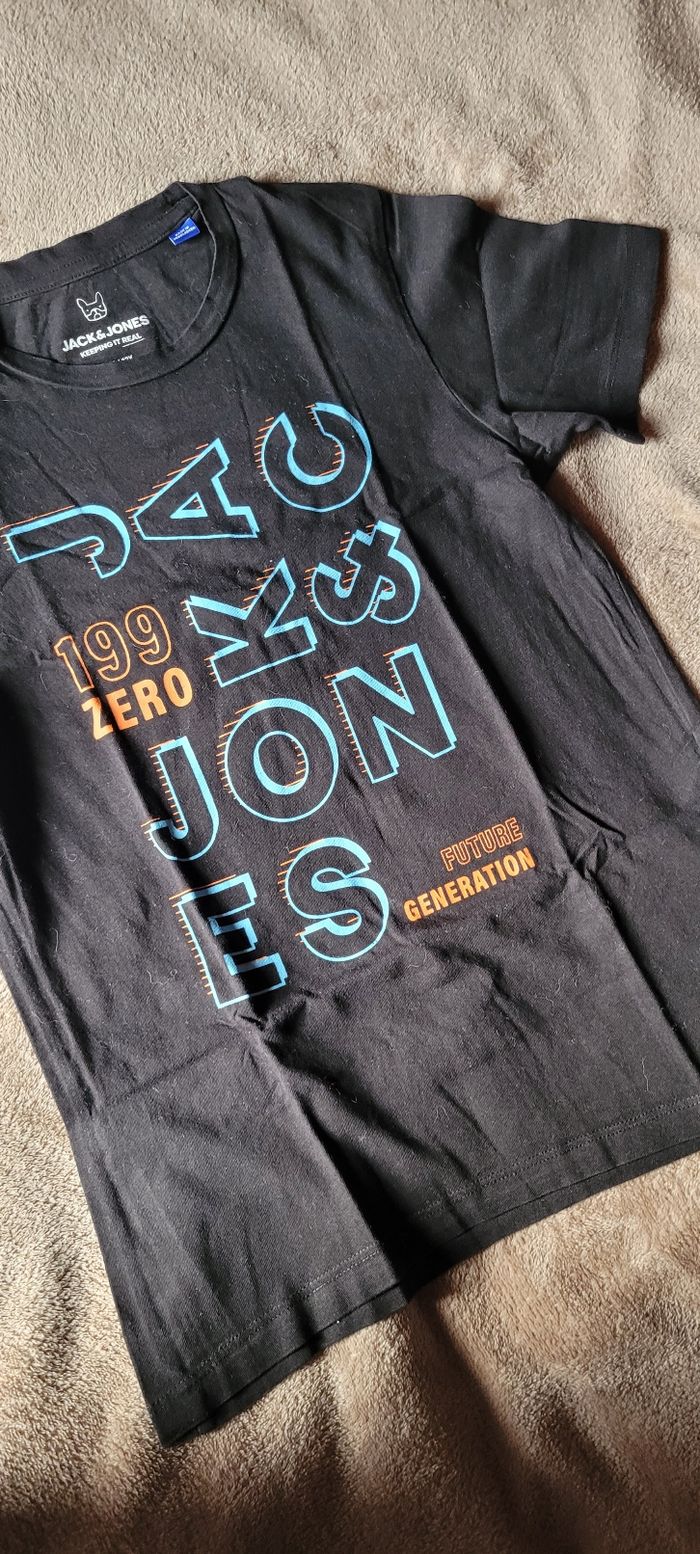 JACK&JONES
KEEPING IT REAL
JAC
K&
199
ZERO
JON
ES
FUTURE
GENERATION